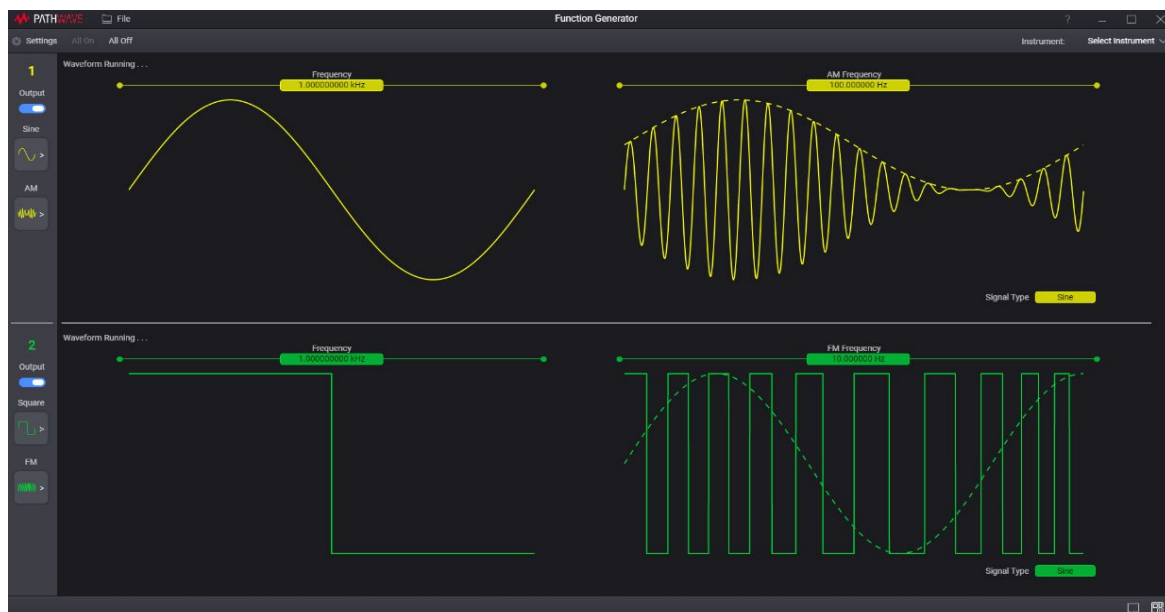 PATHWAVE File Function Generator ?
Settings All On All Off Instrument: Select Instrument
1
Waveform Running . . .
Output
Sine
AM
Frequency
1.000000000 kHz
AM Frequency
100.000000 Hz
Signal Type Sine
2
Waveform Running . . .
Output
Square
FM
Frequency
1.000000000 kHz
FM Frequency
10.000000 Hz
Signal Type Sine